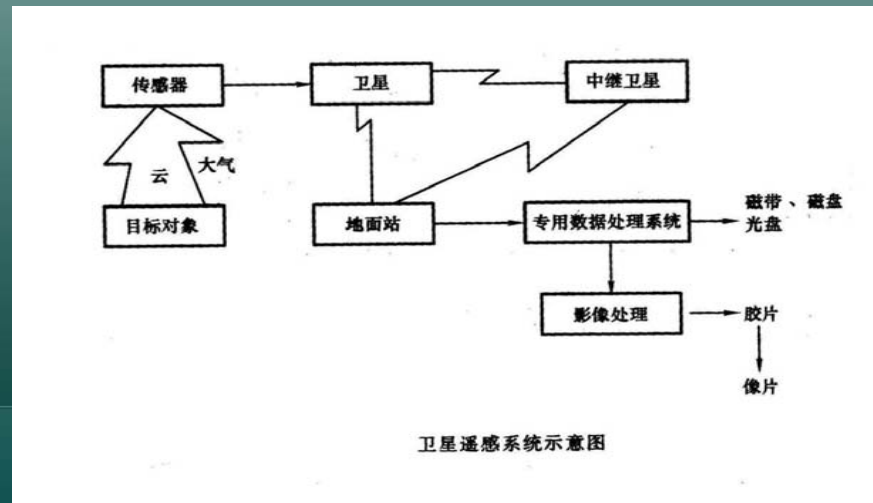 传感器
卫星
中继卫星
云
大气
目标对象
地面站
专用数据处理系统
磁带、磁盘
光盘
影像处理
胶片
像片
卫星遥感系统示意图